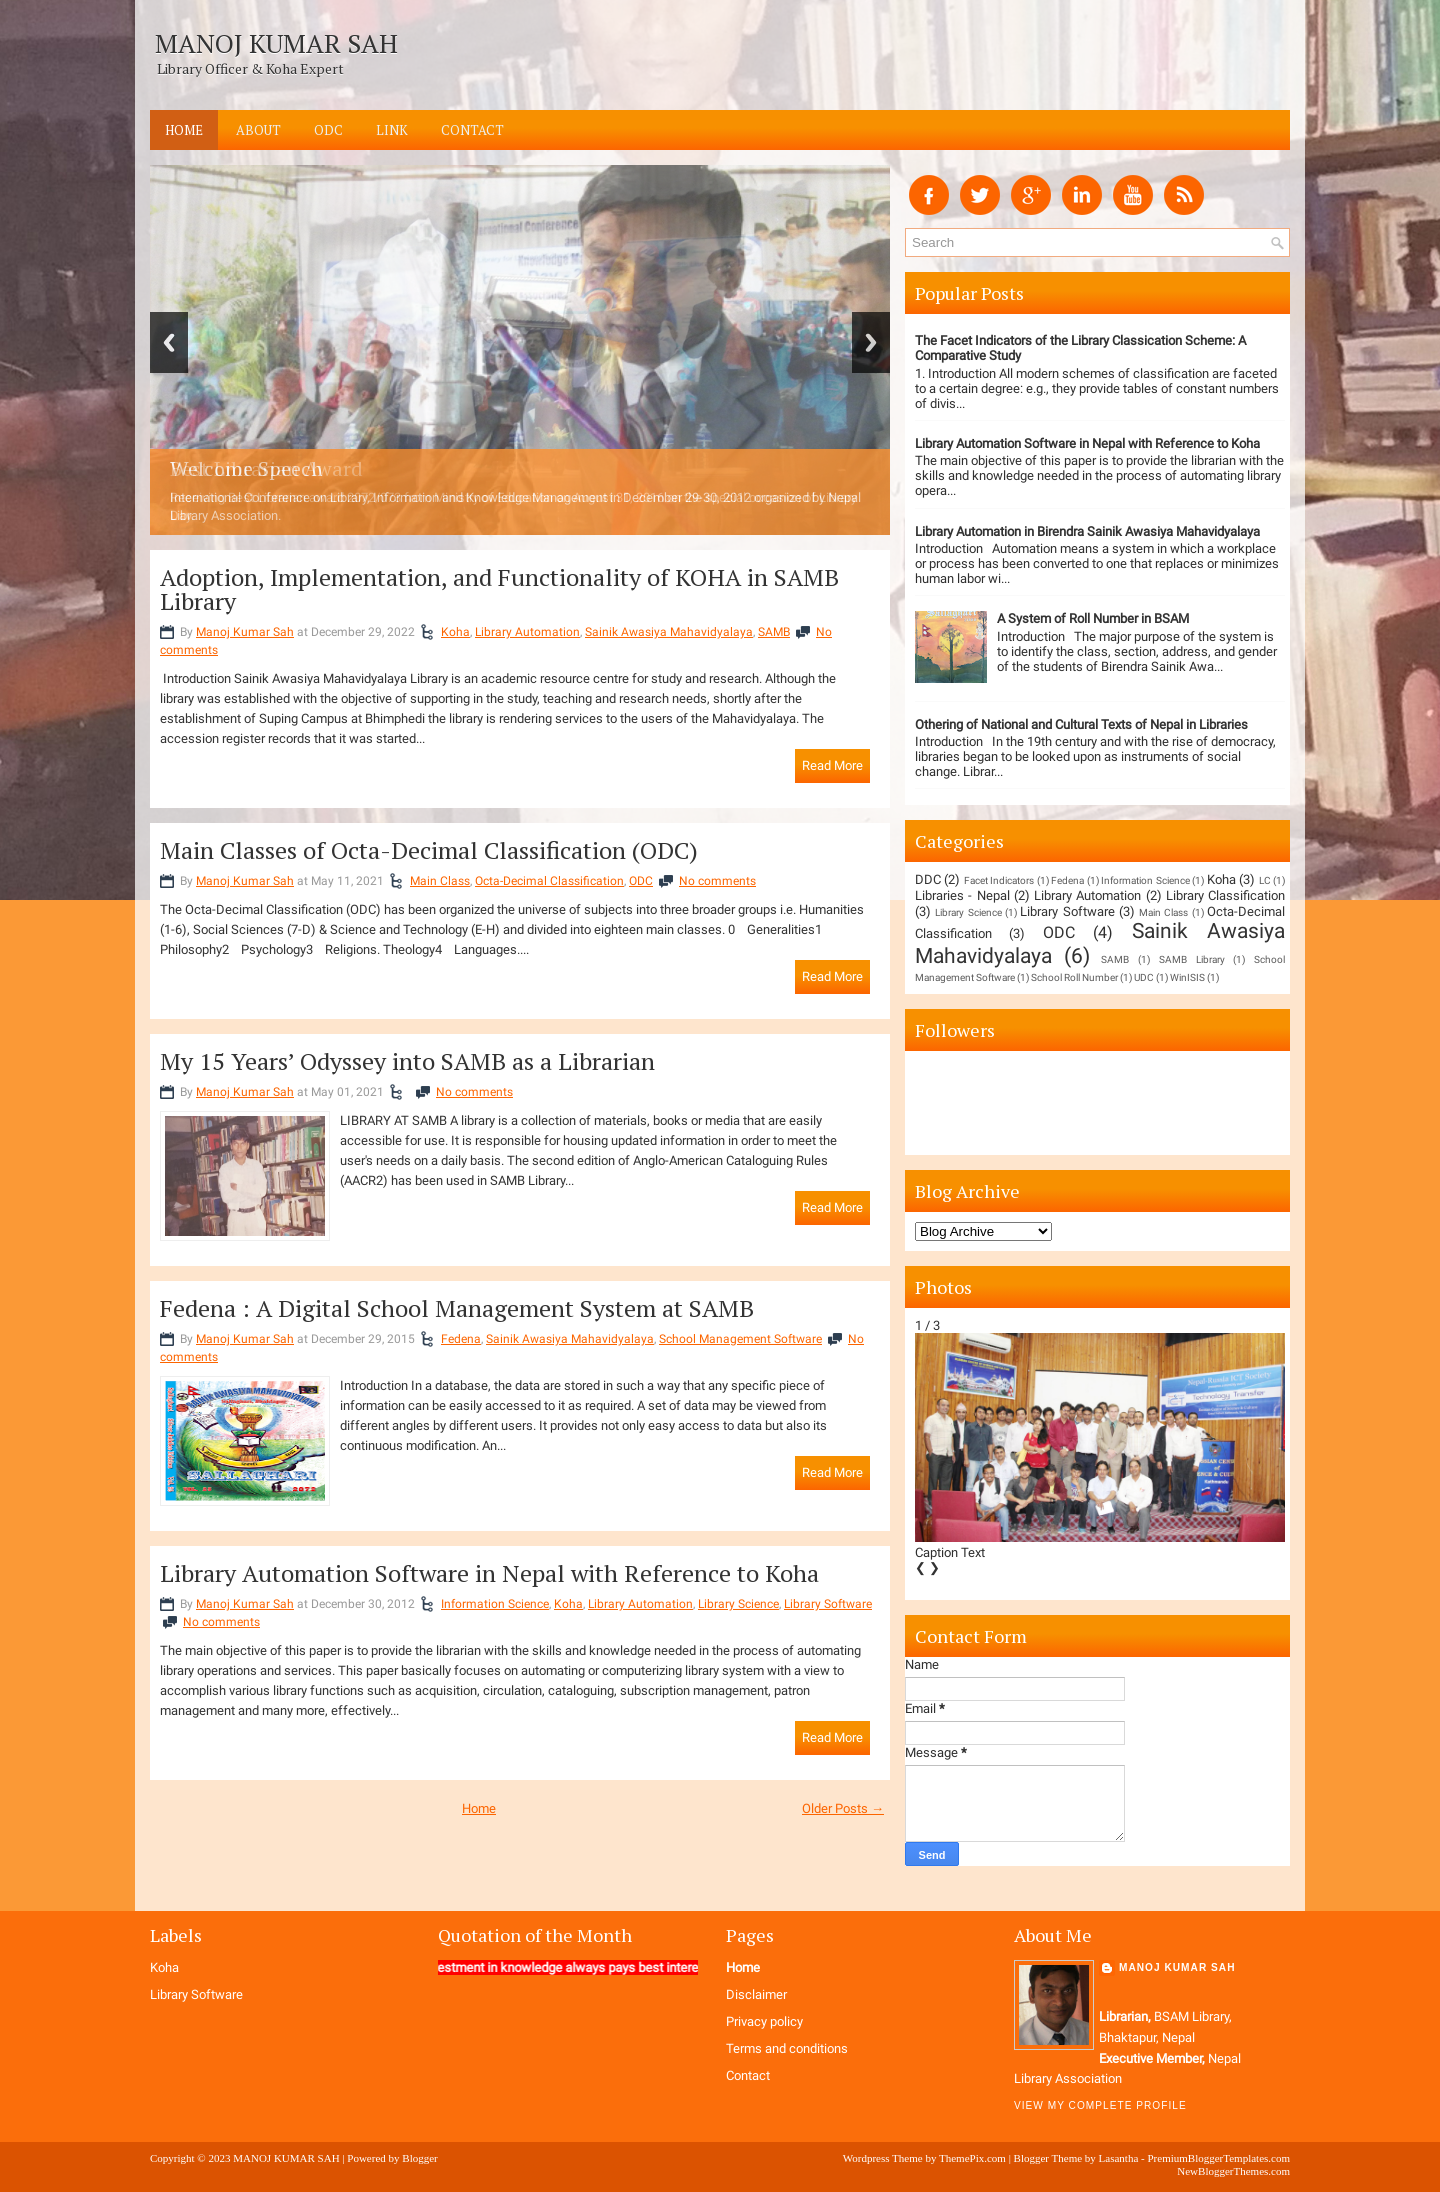 MANOJ KUMAR SAH
Library Officer & Koha Expert
HOME
ABOUT
ODC
LINK
CONTACT
Welcome Speech
International Conference on Library, Information and Knowledge Management in December 29-30, 2012 organised by Nepal
Library Association.
Adoption, Implementation, and Functionality of KOHA in SAMB
Library
By Manoj Kumar Sah at December 29, 2022 Koha, Library Automation, Sainik Awasiya Mahavidyalaya, SAMB No
comments
Introduction Sainik Awasiya Mahavidyalaya Library is an academic resource centre for study and research. Although the
library was established with the objective of supporting in the study, teaching and research needs, shortly after the
establishment of Suping Campus at Bhimphedi the library is rendering services to the users of the Mahavidyalaya. The
accession register records that it was started...
Read More
Main Classes of Octa-Decimal Classification (ODC)
By Manoj Kumar Sah at May 11, 2021 Main Class, Octa-Decimal Classification, ODC No comments
The Octa-Decimal Classification (ODC) has been organized the universe of subjects into three broader groups i.e. Humanities
(1-6), Social Sciences (7-D) & Science and Technology (E-H) and divided into eighteen main classes. 0 Generalities1
Philosophy2 Psychology3 Religions. Theology4 Languages....
Read More
My 15 Years’ Odyssey into SAMB as a Librarian
By Manoj Kumar Sah at May 01, 2021 No comments
LIBRARY AT SAMB A library is a collection of materials, books or media that are easily
accessible for use. It is responsible for housing updated information in order to meet the
user's needs on a daily basis. The second edition of Anglo-American Cataloguing Rules
(AACR2) has been used in SAMB Library...
Read More
Fedena : A Digital School Management System at SAMB
By Manoj Kumar Sah at December 29, 2015 Fedena, Sainik Awasiya Mahavidyalaya, School Management Software No
comments
SALLAGHARI
2072
Introduction In a database, the data are stored in such a way that any specific piece of
information can be easily accessed to it as required. A set of data may be viewed from
different angles by different users. It provides not only easy access to data but also its
continuous modification. An...
Read More
Library Automation Software in Nepal with Reference to Koha
By Manoj Kumar Sah at December 30, 2012 Information Science, Koha, Library Automation, Library Science, Library Software
No comments
The main objective of this paper is to provide the librarian with the skills and knowledge needed in the process of automating
library operations and services. This paper basically focuses on automating or computerizing library system with a view to
accomplish various library functions such as acquisition, circulation, cataloguing, subscription management, patron
management and many more, effectively...
Read More
Home
Older Posts →
Search
Popular Posts
The Facet Indicators of the Library Classication Scheme: A
Comparative Study
1. Introduction All modern schemes of classification are faceted
to a certain degree: e.g., they provide tables of constant numbers
of divis...
Library Automation Software in Nepal with Reference to Koha
The main objective of this paper is to provide the librarian with the
skills and knowledge needed in the process of automating library
opera...
Library Automation in Birendra Sainik Awasiya Mahavidyalaya
Introduction Automation means a system in which a workplace
or process has been converted to one that replaces or minimizes
human labor wi...
A System of Roll Number in BSAM
Introduction The major purpose of the system is
to identify the class, section, address, and gender
of the students of Birendra Sainik Awa...
Othering of National and Cultural Texts of Nepal in Libraries
Introduction In the 19th century and with the rise of democracy,
libraries began to be looked upon as instruments of social
change. Librar...
Categories
DDC (2) Facet Indicators (1) Fedena (1) Information Science (1) Koha (3) LC (1)
Libraries - Nepal (2) Library Automation (2) Library Classification
(3) Library Science (1) Library Software (3) Main Class (1) Octa-Decimal
Classification (3) ODC (4) Sainik Awasiya
Mahavidyalaya (6) SAMB (1) SAMB Library (1) School
Management Software (1) School Roll Number (1) UDC (1) WinISIS (1)
Followers
Blog Archive
Blog Archive
Photos
1 / 3
Nepal-Russia ICT Society
Technology Transfer
Caption Text
❮ ❯
Contact Form
Name
Email *
Message *
Send
Labels
Koha
Library Software
Quotation of the Month
estment in knowledge always pays best intere
Pages
Home
Disclaimer
Privacy policy
Terms and conditions
Contact
About Me
MANOJ KUMAR SAH
Librarian, BSAM Library,
Bhaktapur, Nepal
Executive Member, Nepal
Library Association
VIEW MY COMPLETE PROFILE
Copyright © 2023 MANOJ KUMAR SAH | Powered by Blogger
Wordpress Theme by ThemePix.com | Blogger Theme by Lasantha - PremiumBloggerTemplates.com
NewBloggerThemes.com